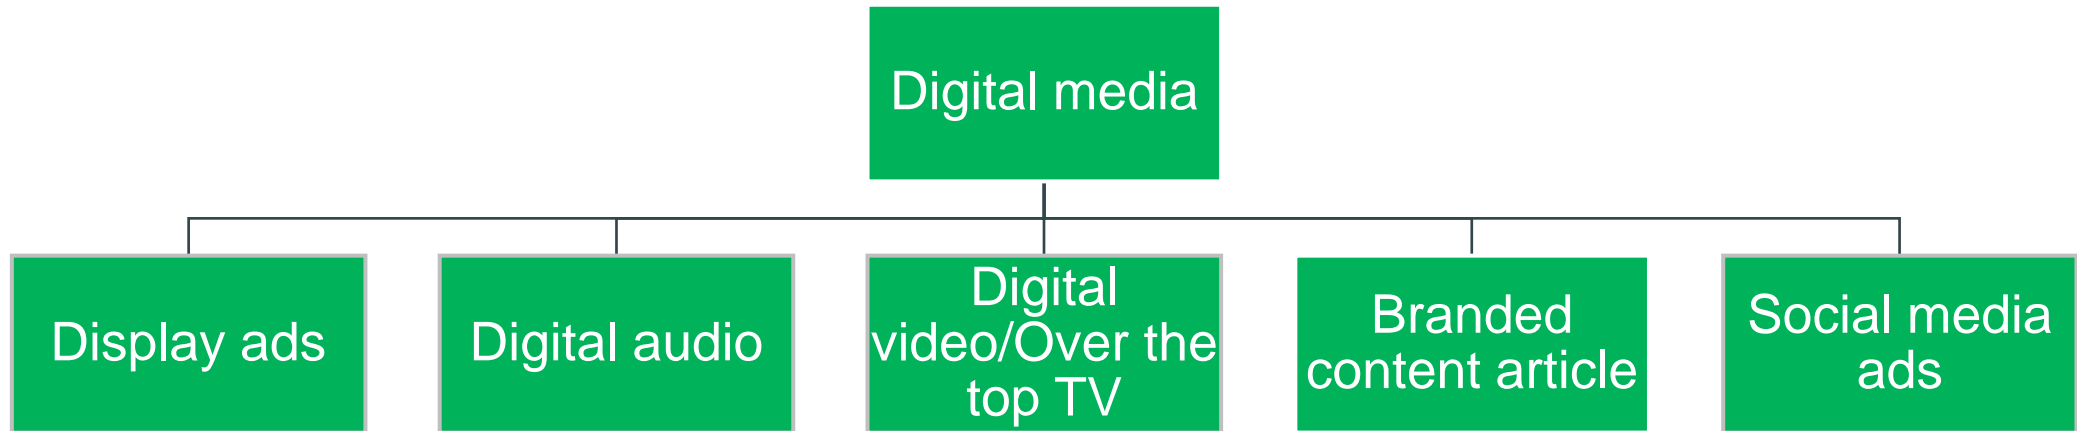 Digital media
Display ads
Digital audio
Digital
video/Over the
top TV
Branded
content article
Social media
ads